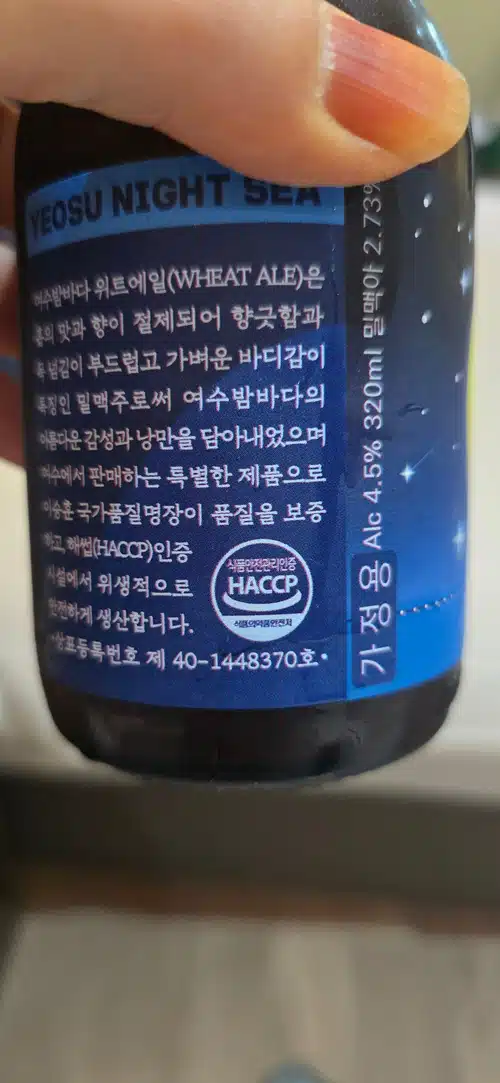 YEOSU NIGHT SEA
여수밤바다 위트에일(WHEAT ALE)은
홉의 맛과 향이 절제되어 향긋함과
목 넘김이 부드럽고 가벼운 바디감이
특징인 밀맥주로써 여수밤바다의
아름다운 감성과 낭만을 담아내었으며
여수에서 판매하는 특별한 제품으로
이승훈 국가품질명장이 품질을 보증
하고, 해썹(HACCP)인증
시설에서 위생적으로
안전하게 생산합니다.
*상표등록번호 제 40-1448370호*
식품안전관리인증
HACCP
식품의약품안전처
가정용 Alc 4.5% 320ml 밀맥아 2.73%